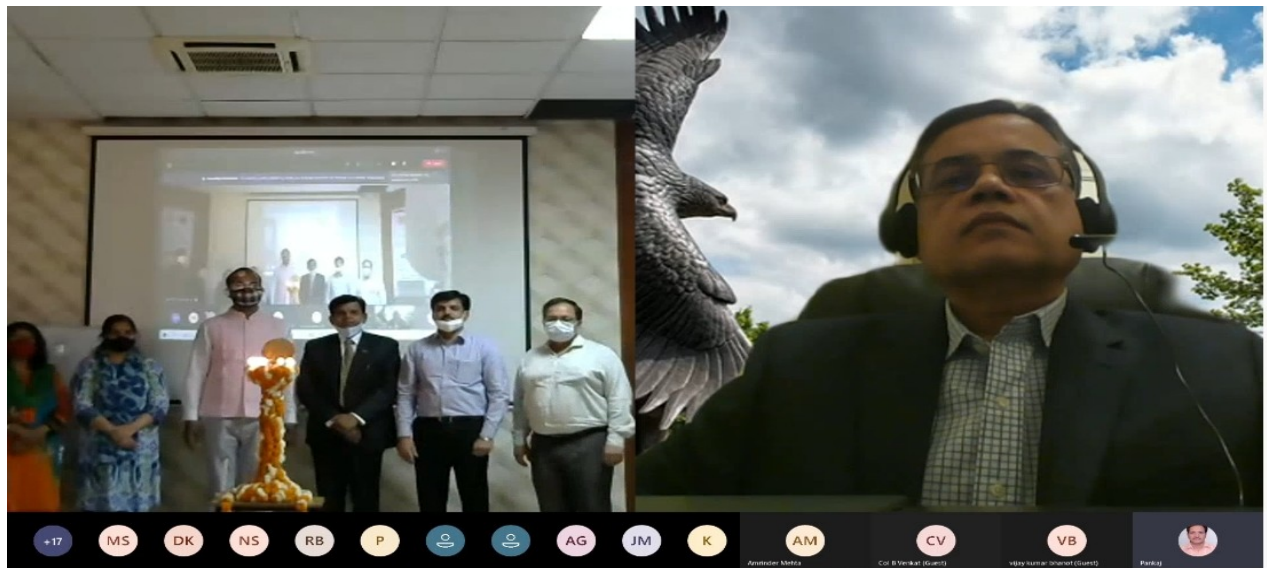 +17
MS
DK
NS
RB
P
AG
JM
K
AM
CV
VB
Amrinder Mehta
Col B Venkat (Guest)
vijay kumar bhanot (Guest)
Pankaj